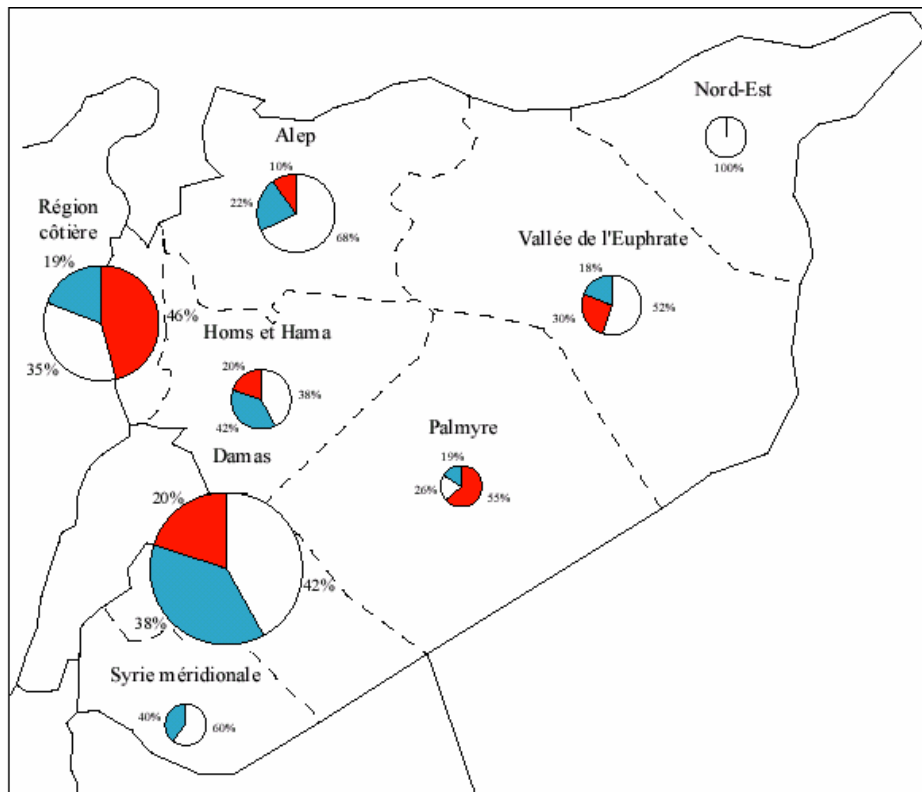 Nord-Est
100%
Alep
10%
22%
68%
Région
côtière
19%
46%
35%
Vallée de l'Euphrate
18%
52%
30%
Homs et Hama
20%
38%
42%
Palmyre
19%
26%
55%
Damas
20%
42%
38%
Syrie méridionale
40%
60%